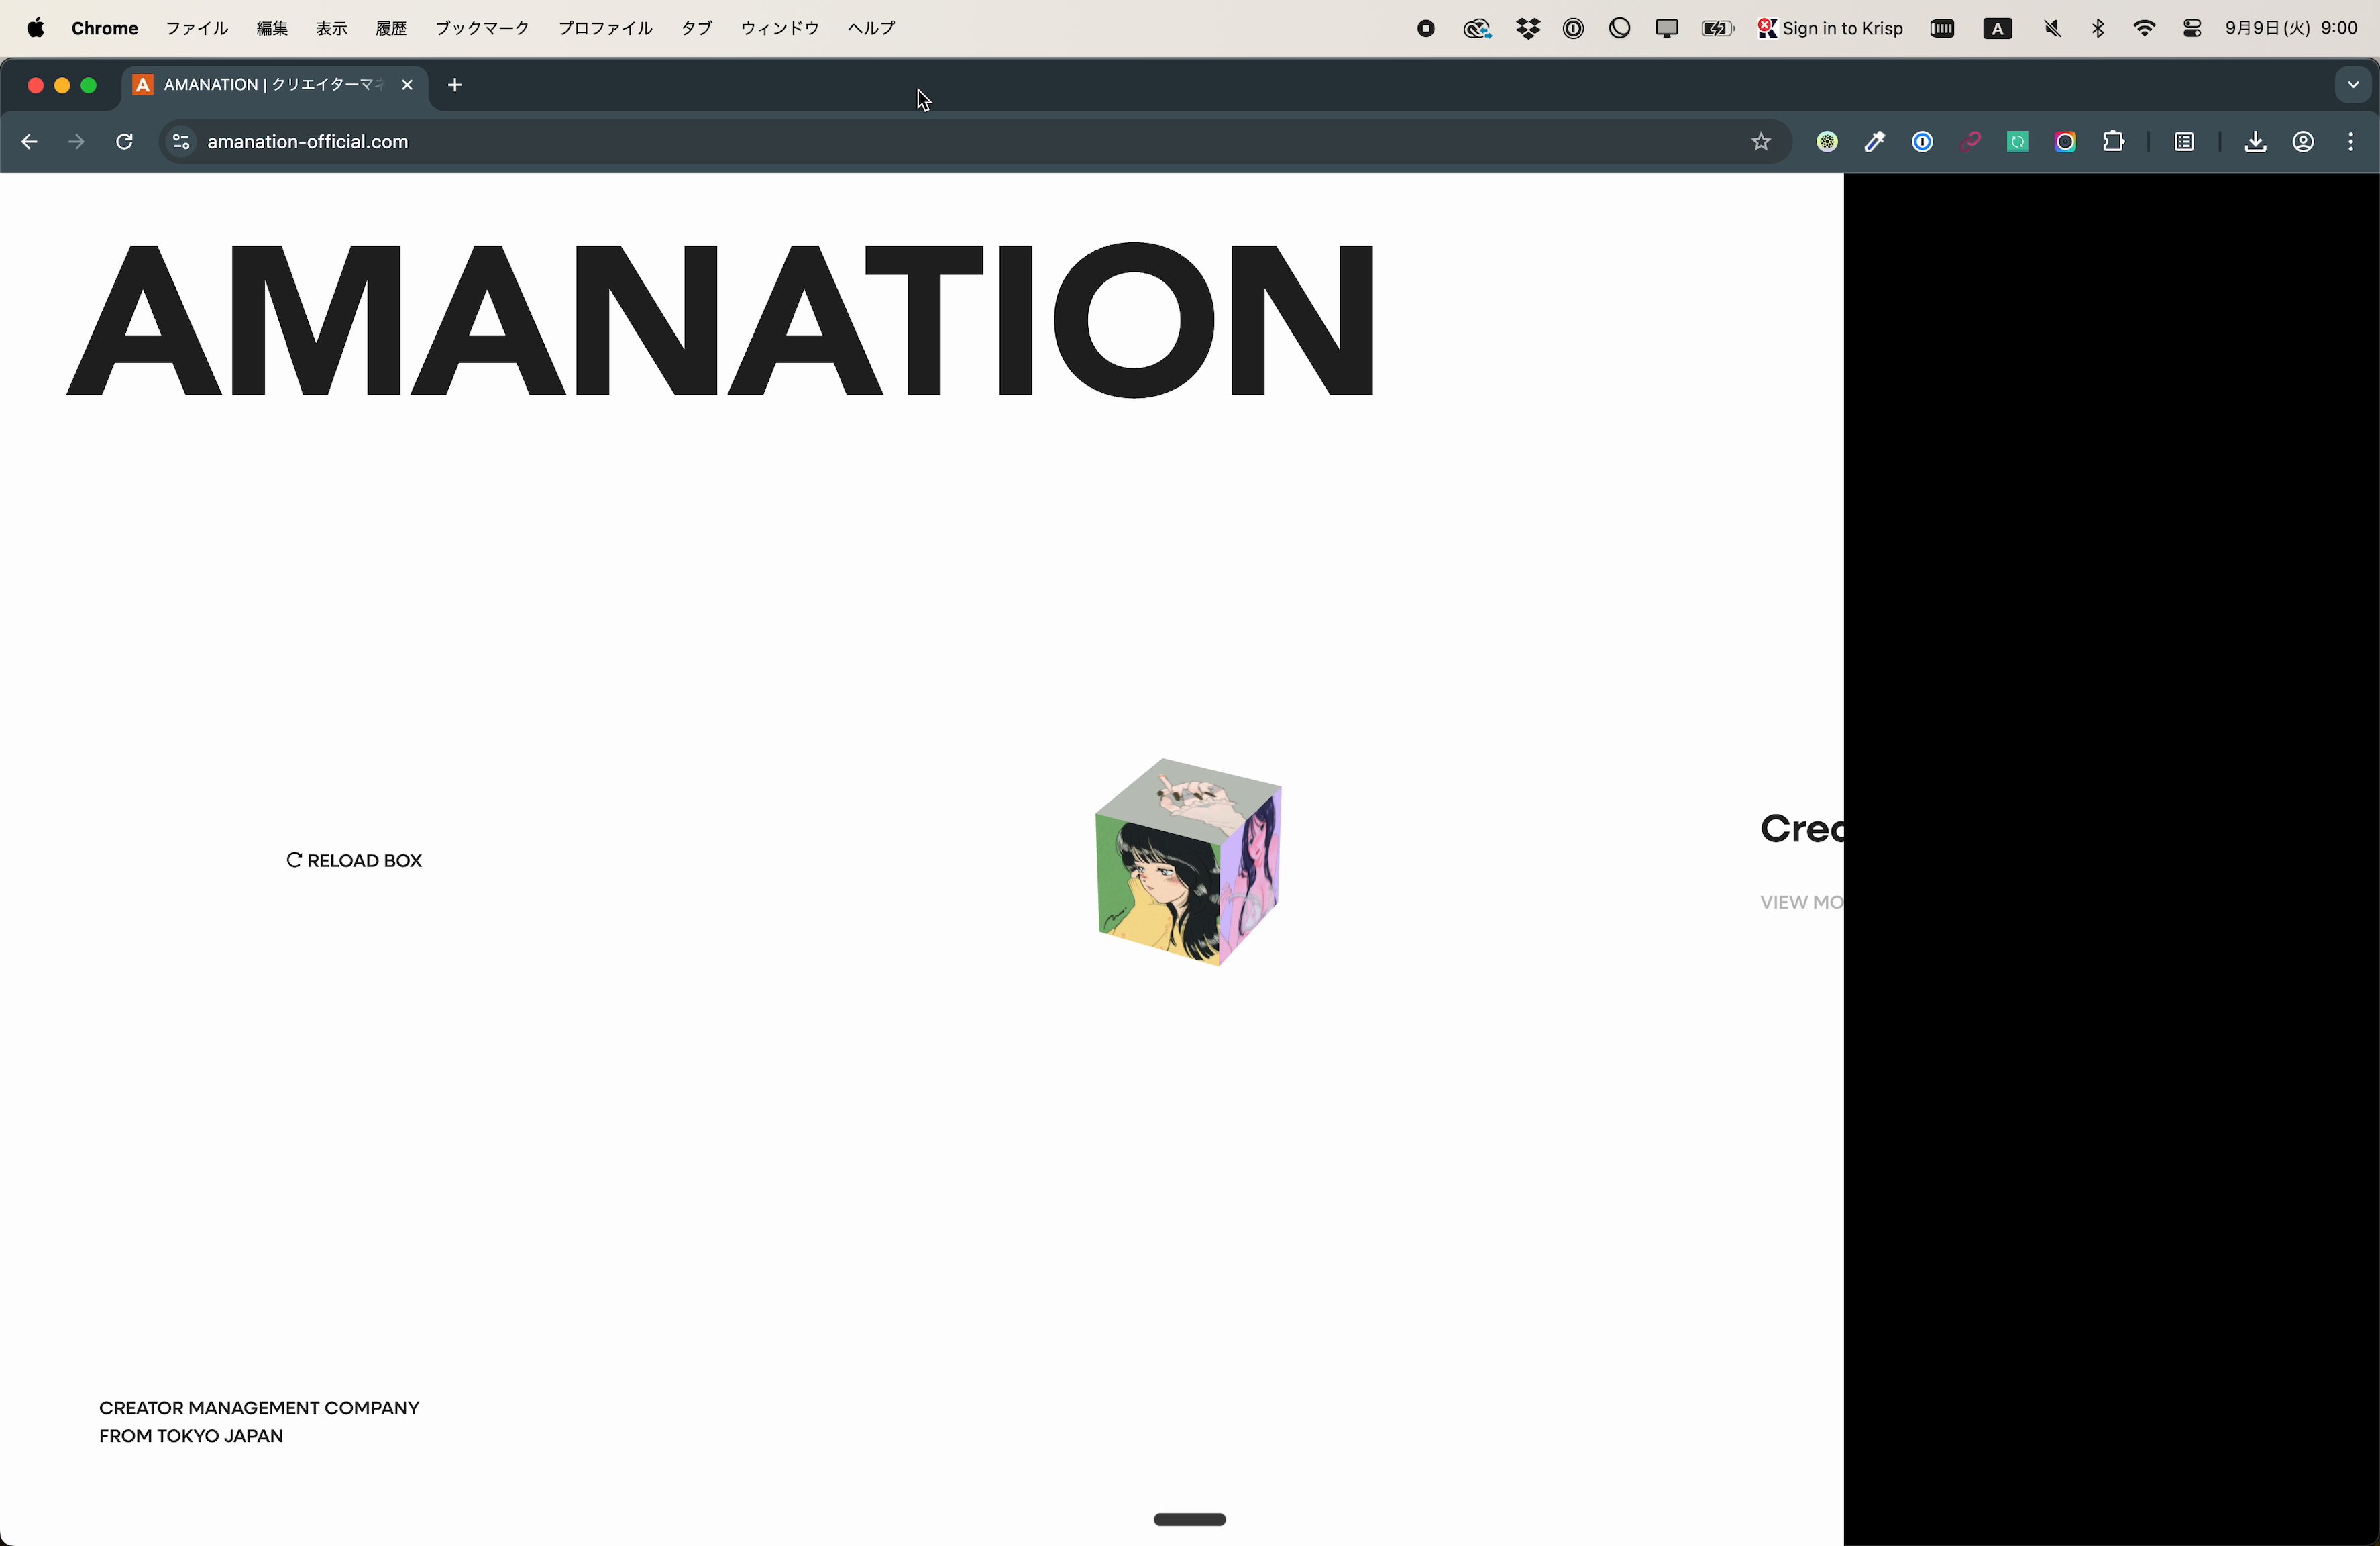 Chrome ファイル 編集 表示 履歴 ブックマーク プロファイル タブ ウィンドウ ヘルプ Sign in to Krisp A 9月9日(火) 9:00
A AMANATION | クリエイターマネ
amanation-official.com
AMANATION
Crea
RELOAD BOX
VIEW MO
CREATOR MANAGEMENT COMPANY
FROM TOKYO JAPAN